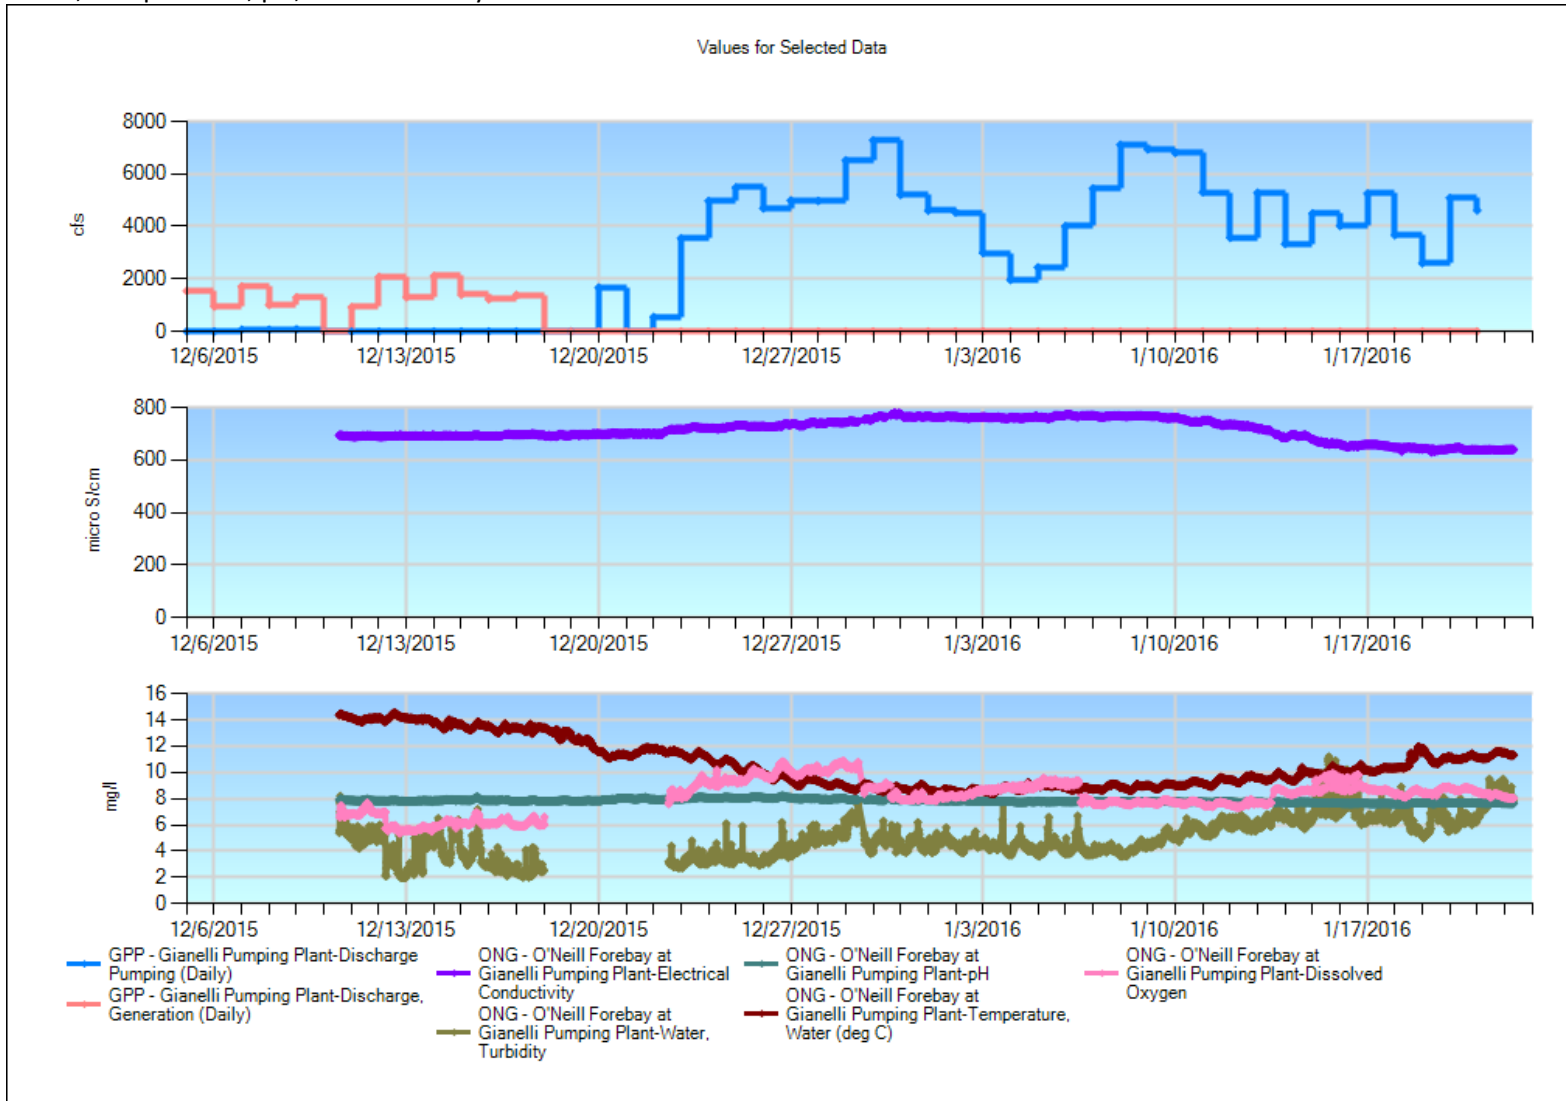 Values for Selected Data
8000
6000
4000
2000
0
cfs
12/6/2015 12/13/2015 12/20/2015 12/27/2015 1/3/2016 1/10/2016 1/17/2016
800
600
400
200
0
micro S/cm
12/6/2015 12/13/2015 12/20/2015 12/27/2015 1/3/2016 1/10/2016 1/17/2016
16
14
12
10
8
6
4
2
0
mg/l
12/6/2015 12/13/2015 12/20/2015 12/27/2015 1/3/2016 1/10/2016 1/17/2016
GPP - Gianelli Pumping Plant-Discharge
Pumping (Daily)
GPP - Gianelli Pumping Plant-Discharge,
Generation (Daily)
ONG - O'Neill Forebay at
Gianelli Pumping Plant-Electrical
Conductivity
ONG - O'Neill Forebay at
Gianelli Pumping Plant-Water,
Turbidity
ONG - O'Neill Forebay at
Gianelli Pumping Plant-pH
ONG - O'Neill Forebay at
Gianelli Pumping Plant-Temperature,
Water (deg C)
ONG - O'Neill Forebay at
Gianelli Pumping Plant-Dissolved
Oxygen